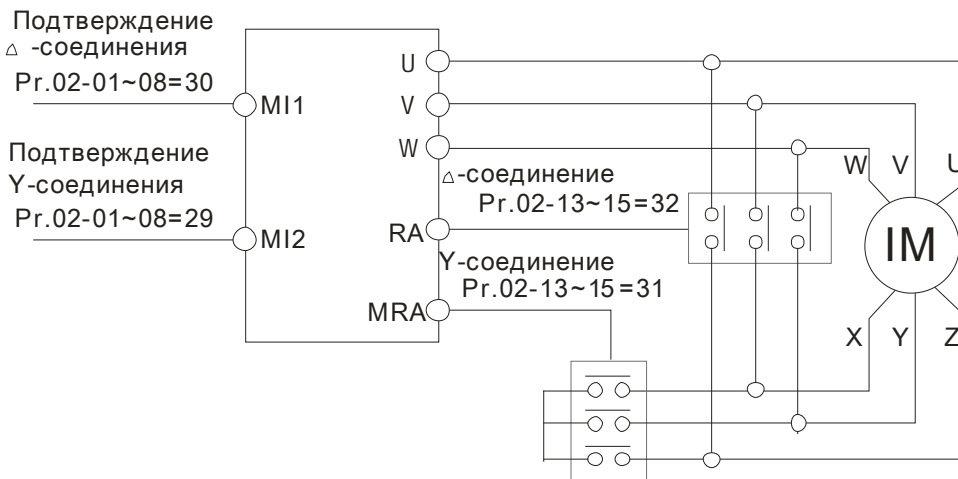 Подтверждение
△ -соединения
Pr.02-01~08=30
MI1
Подтверждение
Y-соединения
Pr.02-01~08=29
MI2
U
V
W
RA
MRA
△-соединение
Pr.02-13~15=32
Y-соединение
Pr.02-13~15=31
W V U
IM
X Y Z